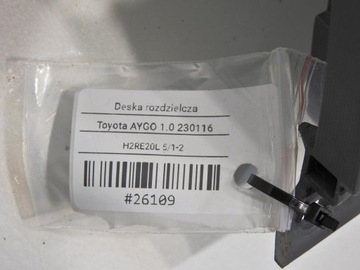 Deska rozdzielcza
Toyota AYGO 1.0 230116
H2RE20L 5/1-2
#26109